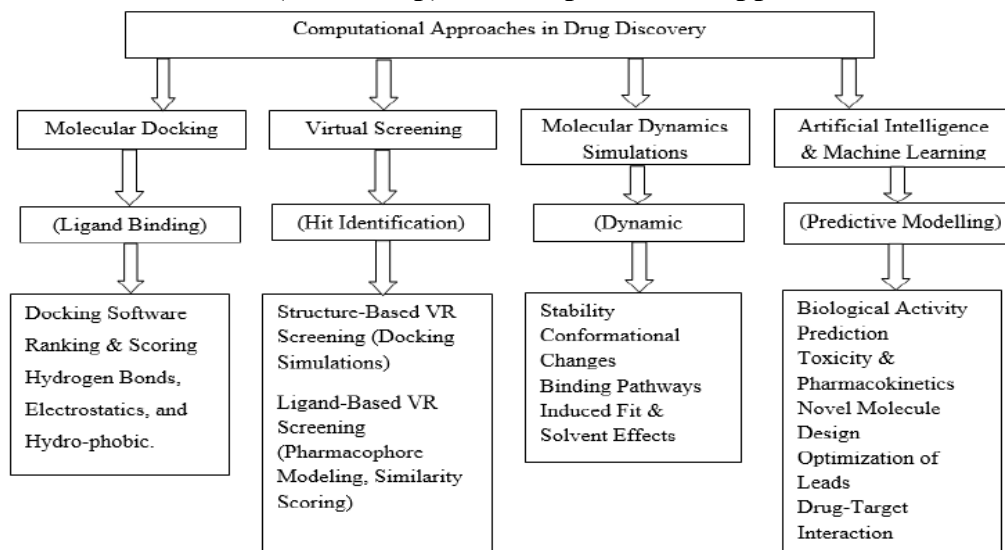 Computational Approaches in Drug Discovery
Molecular Docking
Virtual Screening
Molecular Dynamics
Simulations
Artificial Intelligence
& Machine Learning
(Ligand Binding)
(Hit Identification)
(Dynamic
(Predictive Modelling)
Docking Software
Ranking & Scoring
Hydrogen Bonds,
Electrostatics, and
Hydro-phobic.
Structure-Based VR
Screening (Docking
Simulations)
Ligand-Based VR
Screening
(Pharmacophore
Modeling, Similarity
Scoring)
Stability
Conformational
Changes
Binding Pathways
Induced Fit &
Solvent Effects
Biological Activity
Prediction
Toxicity &
Pharmacokinetics
Novel Molecule
Design
Optimization of
Leads
Drug-Target
Interaction